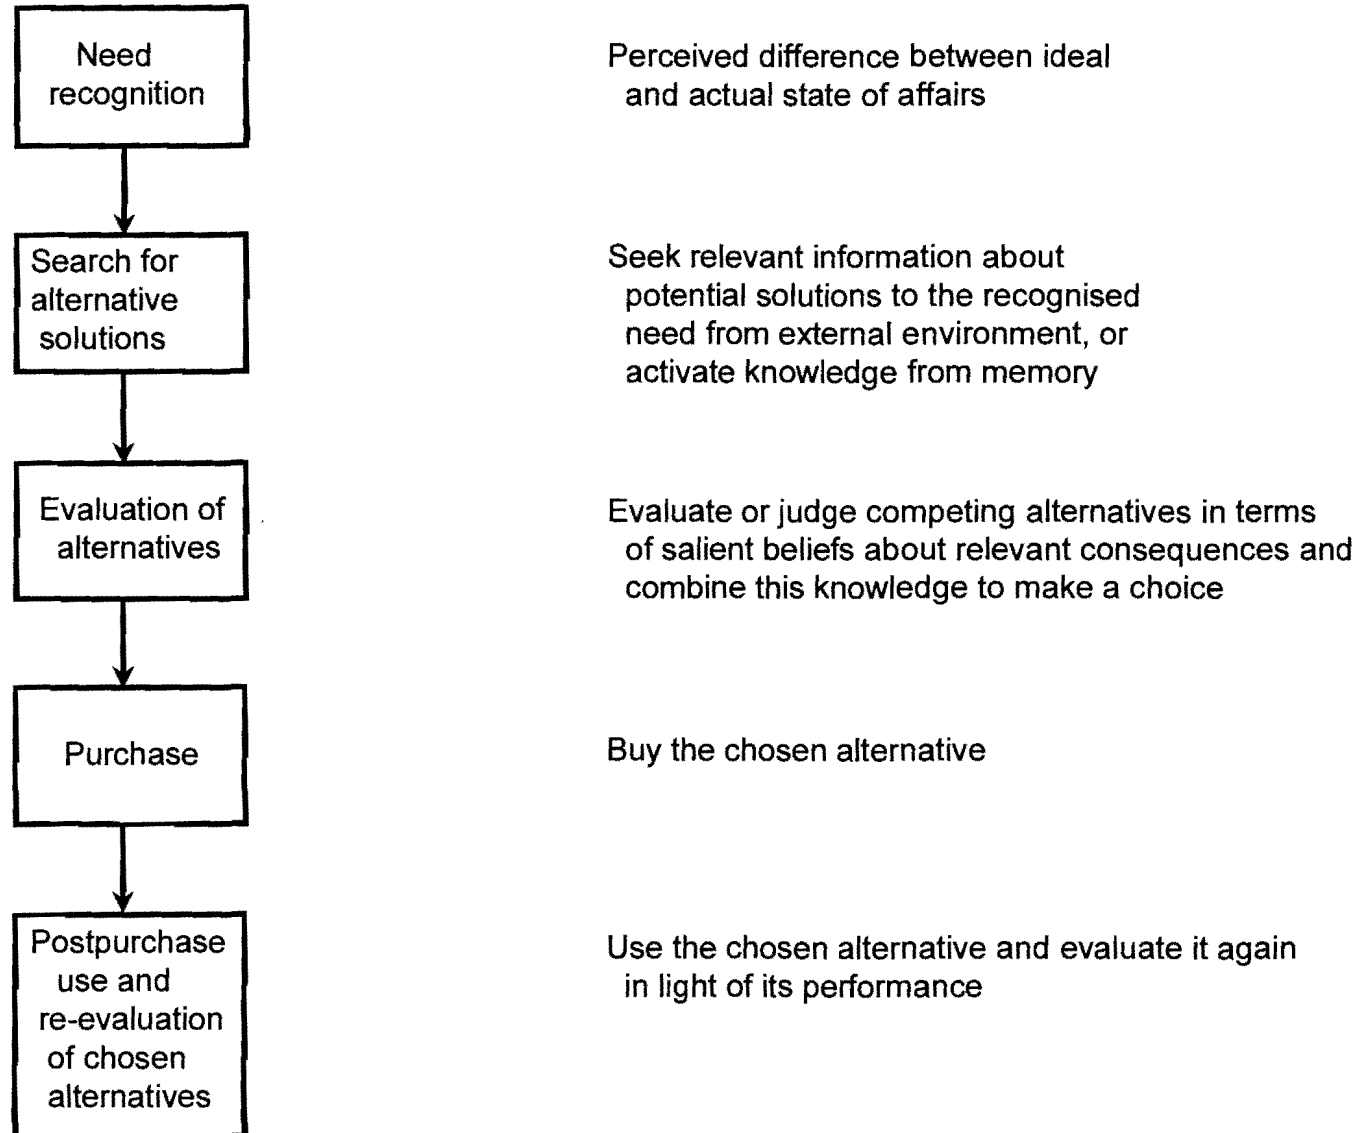 Need
recognition
Perceived difference between ideal
and actual state of affairs
Search for
alternative
solutions
Seek relevant information about
potential solutions to the recognised
need from external environment, or
activate knowledge from memory
Evaluation of
alternatives
Evaluate or judge competing alternatives in terms
of salient beliefs about relevant consequences and
combine this knowledge to make a choice
Purchase
Buy the chosen alternative
Postpurchase
use and
re-evaluation
of chosen
alternatives
Use the chosen alternative and evaluate it again
in light of its performance